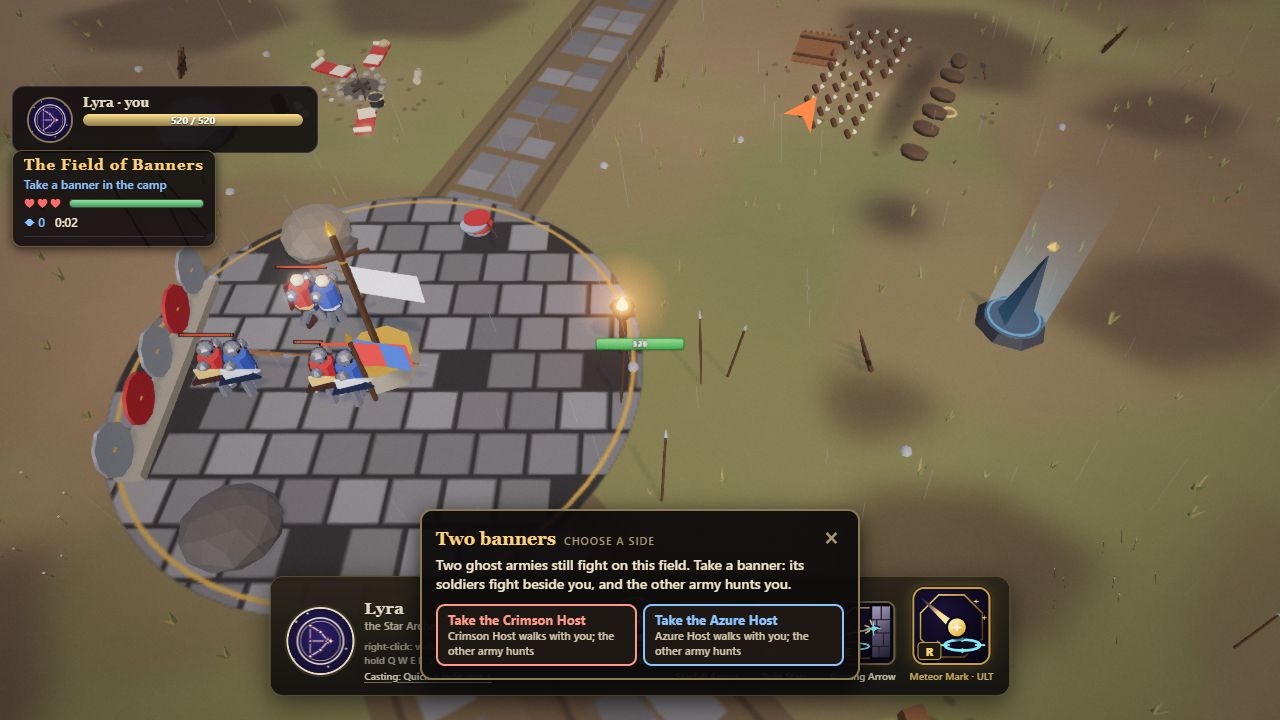 Lyra · you
520 / 520
The Field of Banners
Take a banner in the camp
0 0:02
Two banners CHOOSE A SIDE
Two ghost armies still fight on this field. Take a banner: its
soldiers fight beside you, and the other army hunts you.
Take the Crimson Host
Crimson Host walks with you; the
other army hunts
Take the Azure Host
Azure Host walks with you; the
other army hunts
Lyra
the Star
right-click:
hold Q W E
Casting:
Arrow
R
Meteor Mark · ULT